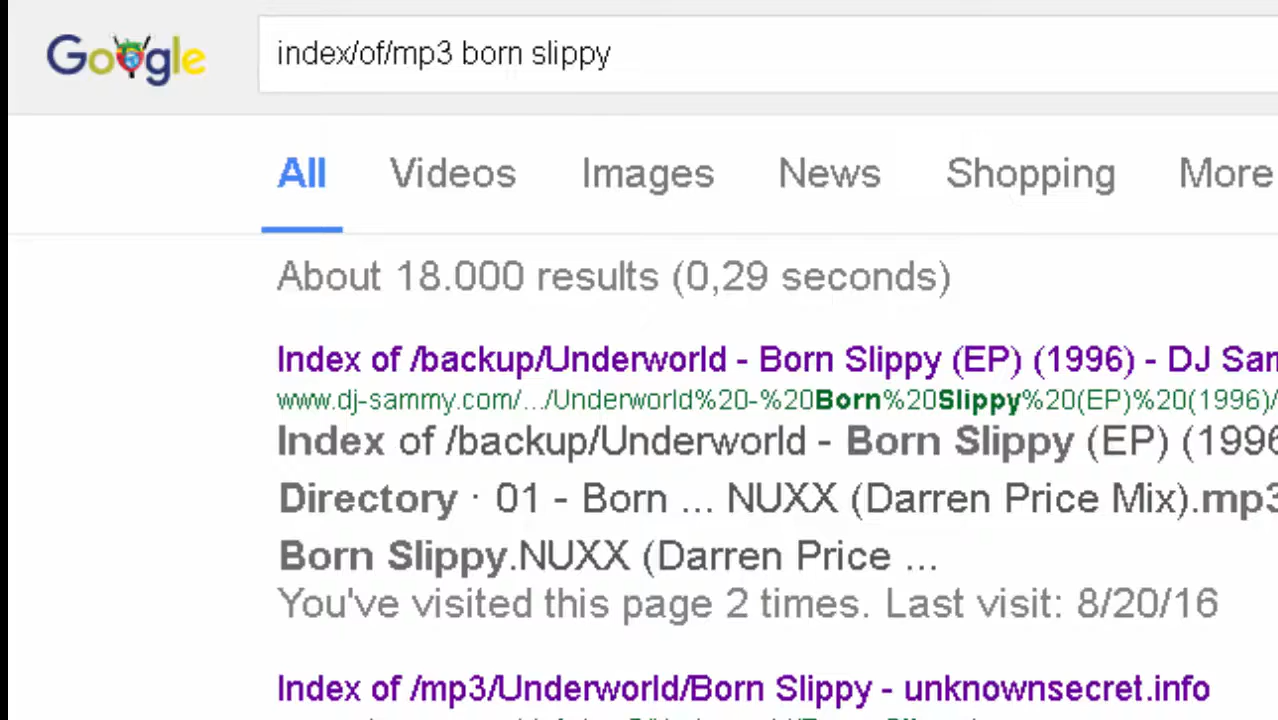 Google
index/of/mp3 born slippy
All Videos Images News Shopping More
About 18.000 results (0,29 seconds)
Index of /backup/Underworld - Born Slippy (EP) (1996) - DJ Sam
www.dj-sammy.com/.../Underworld%20-%20Born%20Slippy%20(EP)%20(1996)/
Index of /backup/Underworld - Born Slippy (EP) (1996
Directory · 01 - Born ... NUXX (Darren Price Mix).mp3
Born Slippy.NUXX (Darren Price ...
You've visited this page 2 times. Last visit: 8/20/16
Index of /mp3/Underworld/Born Slippy - unknownsecret.info